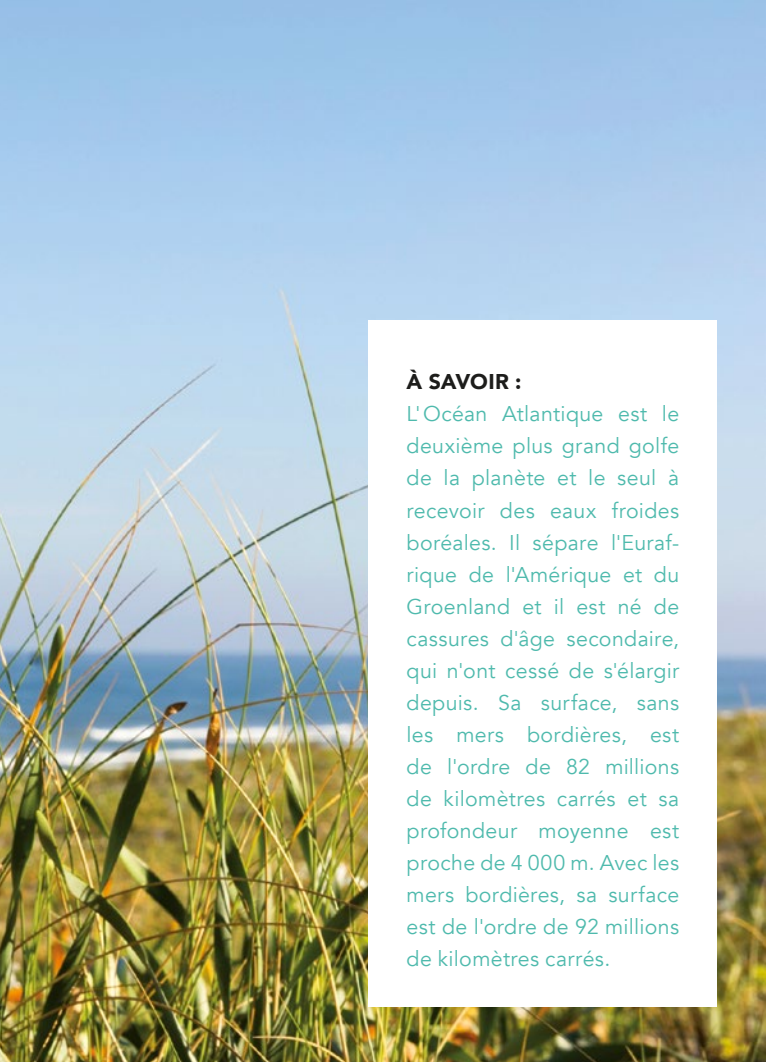 À SAVOIR :
L'Océan Atlantique est le
deuxième plus grand golfe
de la planète et le seul à
recevoir des eaux froides
boréales. Il sépare l'Euraf-
rique de l'Amérique et du
Groenland et il est né de
cassures d'âge secondaire,
qui n'ont cessé de s'élargir
depuis. Sa surface, sans
les mers bordières, est
de l'ordre de 82 millions
de kilomètres carrés et sa
profondeur moyenne est
proche de 4 000 m. Avec les
mers bordières, sa surface
est de l'ordre de 92 millions
de kilomètres carrés.